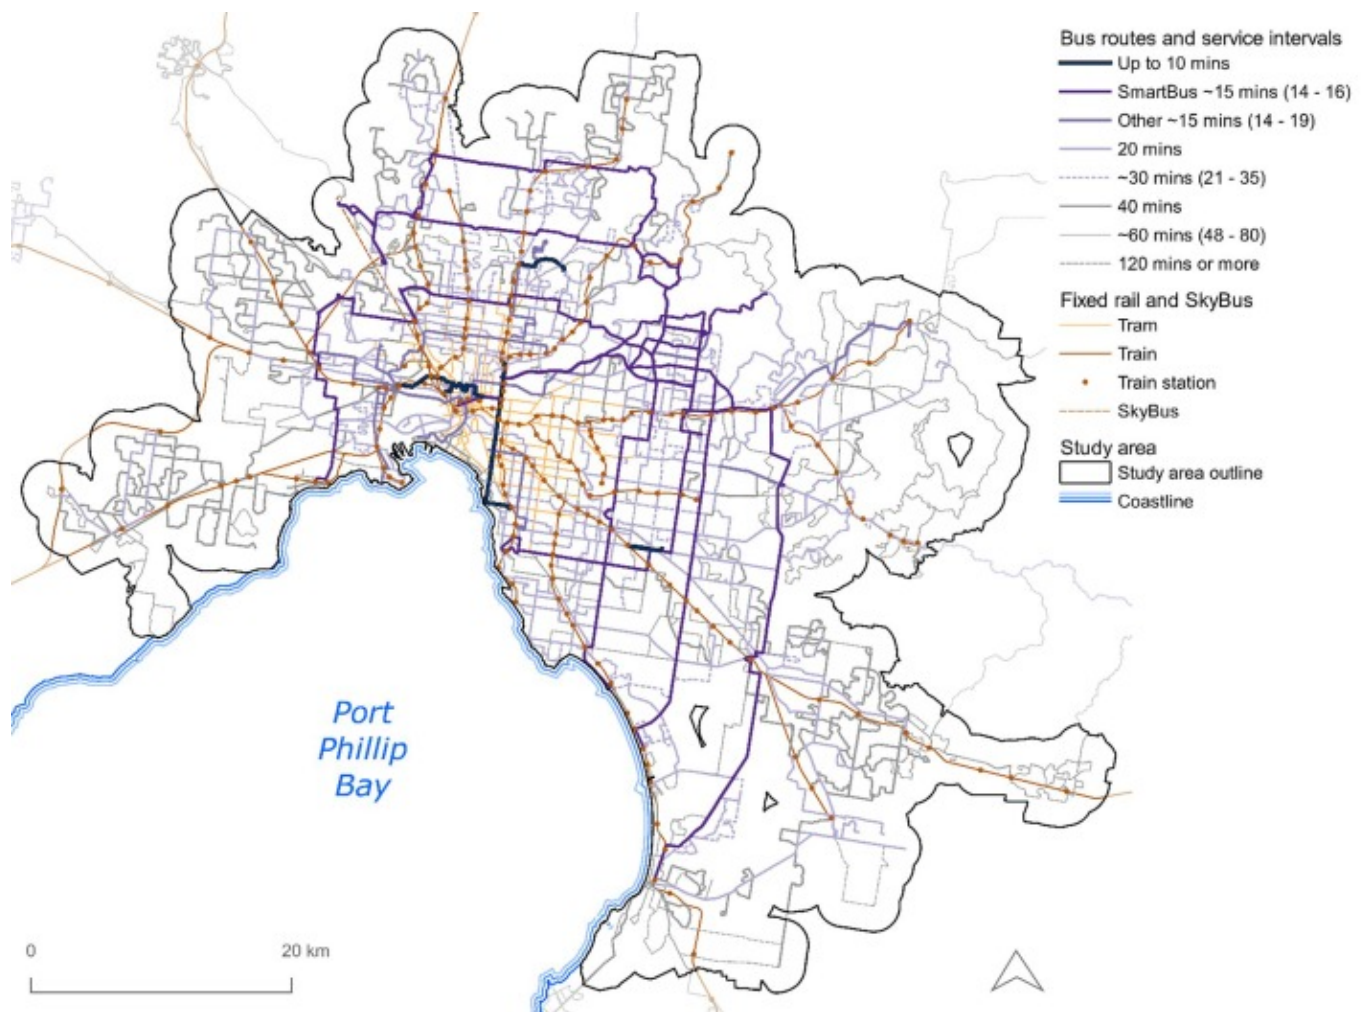 Bus routes and service intervals
Up to 10 mins
SmartBus ~15 mins (14 - 16)
Other ~15 mins (14 - 19)
20 mins
~30 mins (21 - 35)
40 mins
~60 mins (48 - 80)
120 mins or more
Fixed rail and SkyBus
Tram
Train
Train station
SkyBus
Study area
Study area outline
Coastline
Port
Phillip
Bay
0 20 km